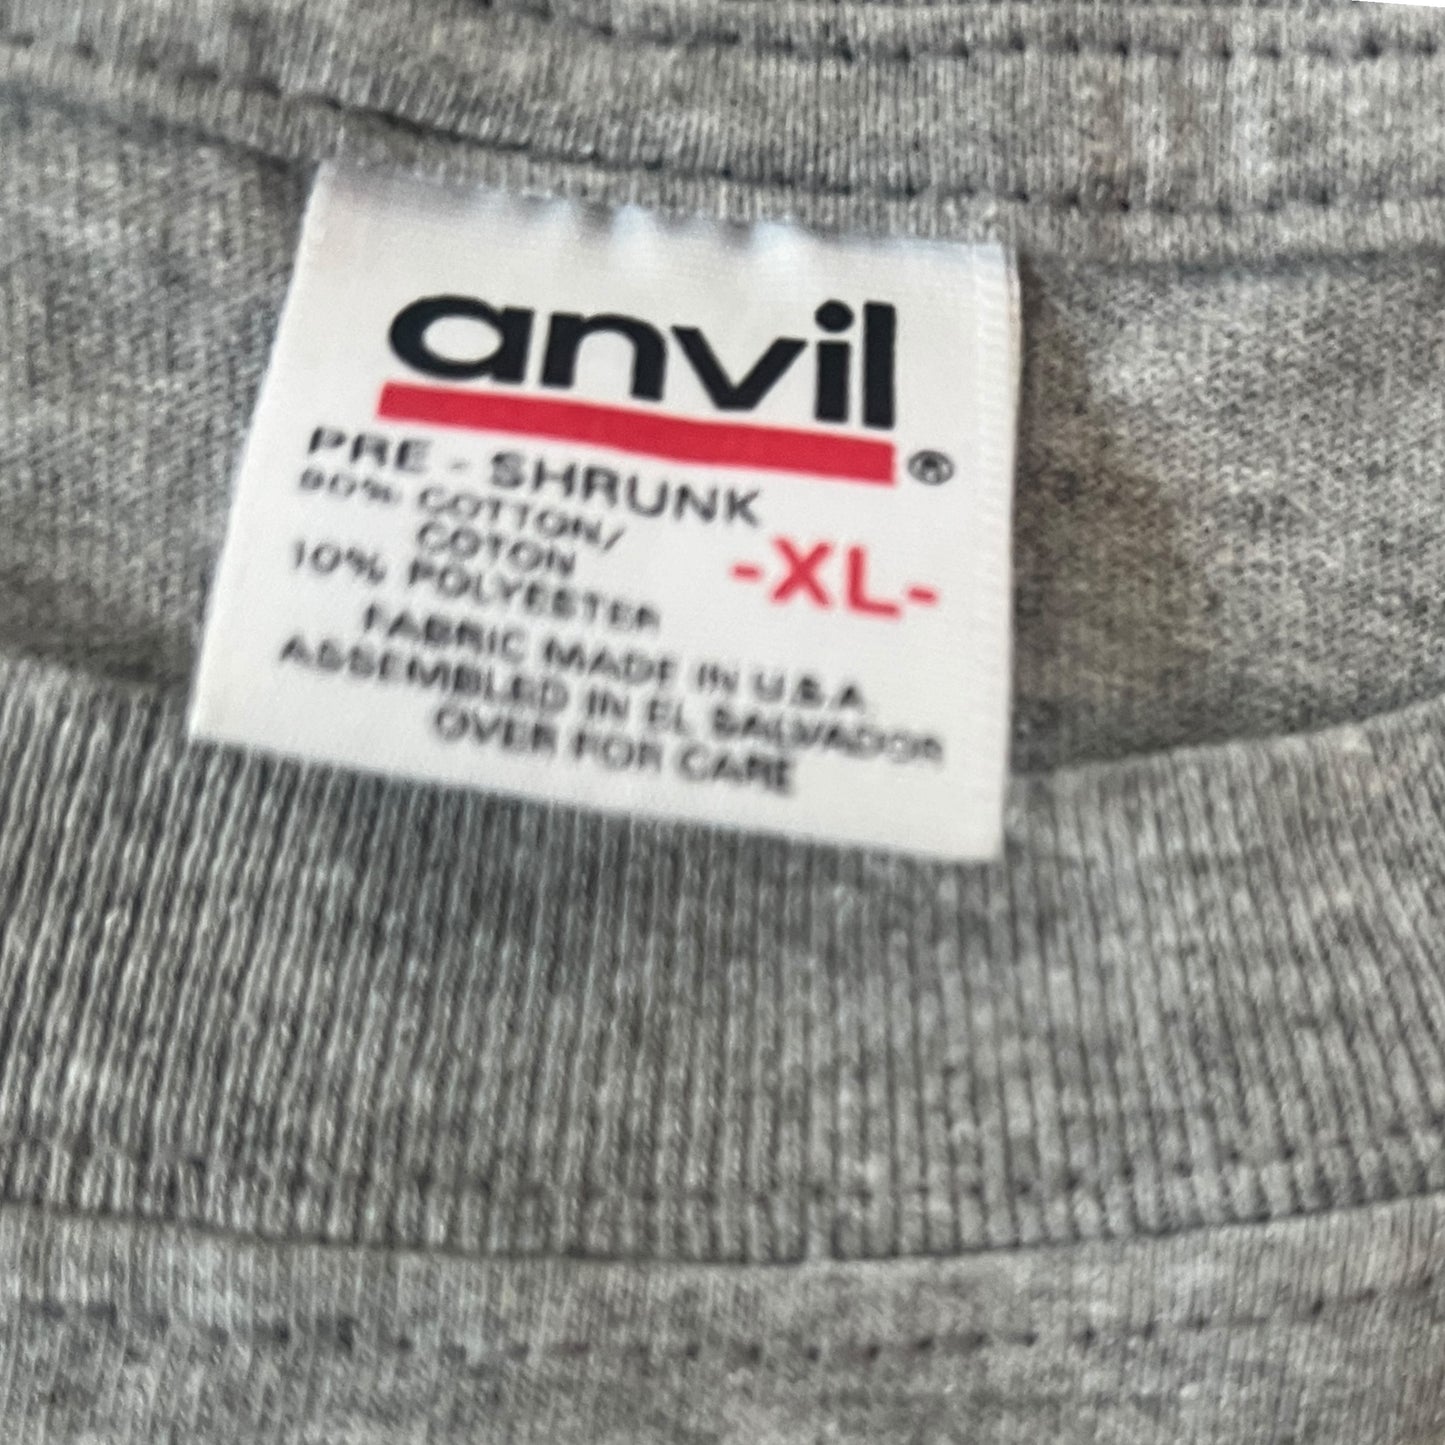 anvil®
PRE - SHRUNK
90% COTTON/
COTON
10% POLYESTER
-XL-
FABRIC MADE IN U.S.A.
ASSEMBLED IN EL SALVADOR
OVER FOR CARE